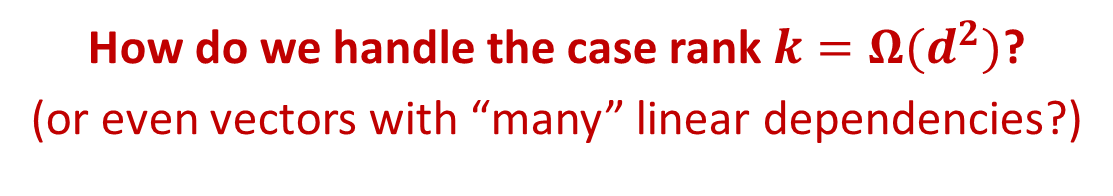 How do we handle the case rank k = Ω(d²)?
(or even vectors with “many” linear dependencies?)